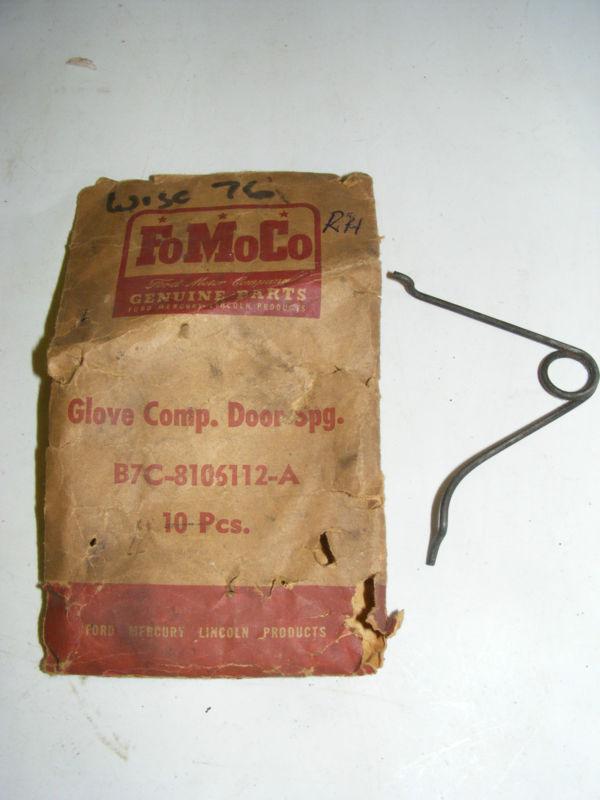 Wisc 76
RH
FoMoCo
Ford Motor Company
GENUINE PARTS
FORD MERCURY LINCOLN PRODUCTS
Glove Comp. Door Spg.
B7C-8106112-A
10 Pcs.
FORD MERCURY LINCOLN PRODUCTS